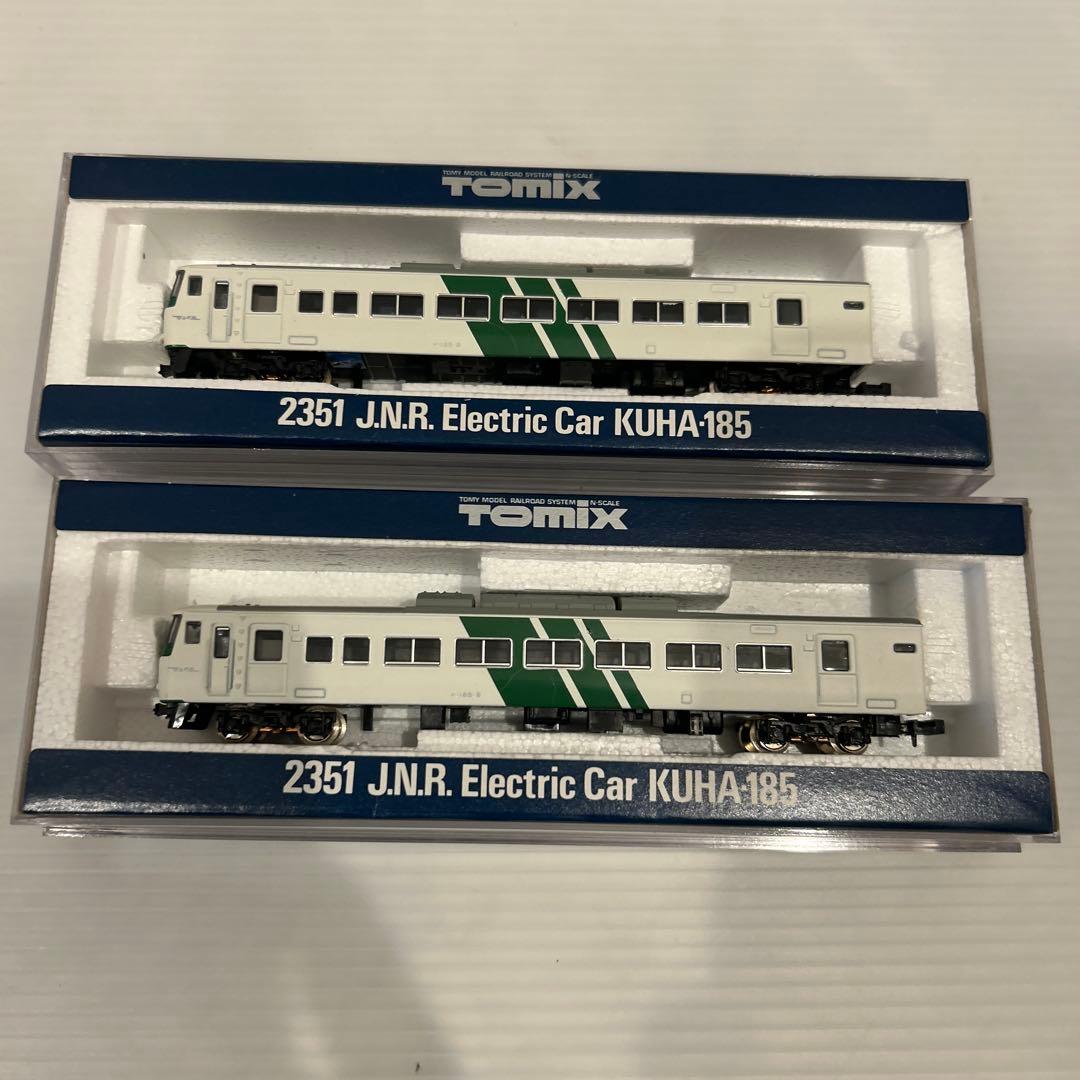 TOMY MODEL RAILROAD SYSTEM N-SCALE
TOMIX
2351 J.N.R. Electric Car KUHA·185
TOMY MODEL RAILROAD SYSTEM N-SCALE
TOMIX
2351 J.N.R. Electric Car KUHA·185